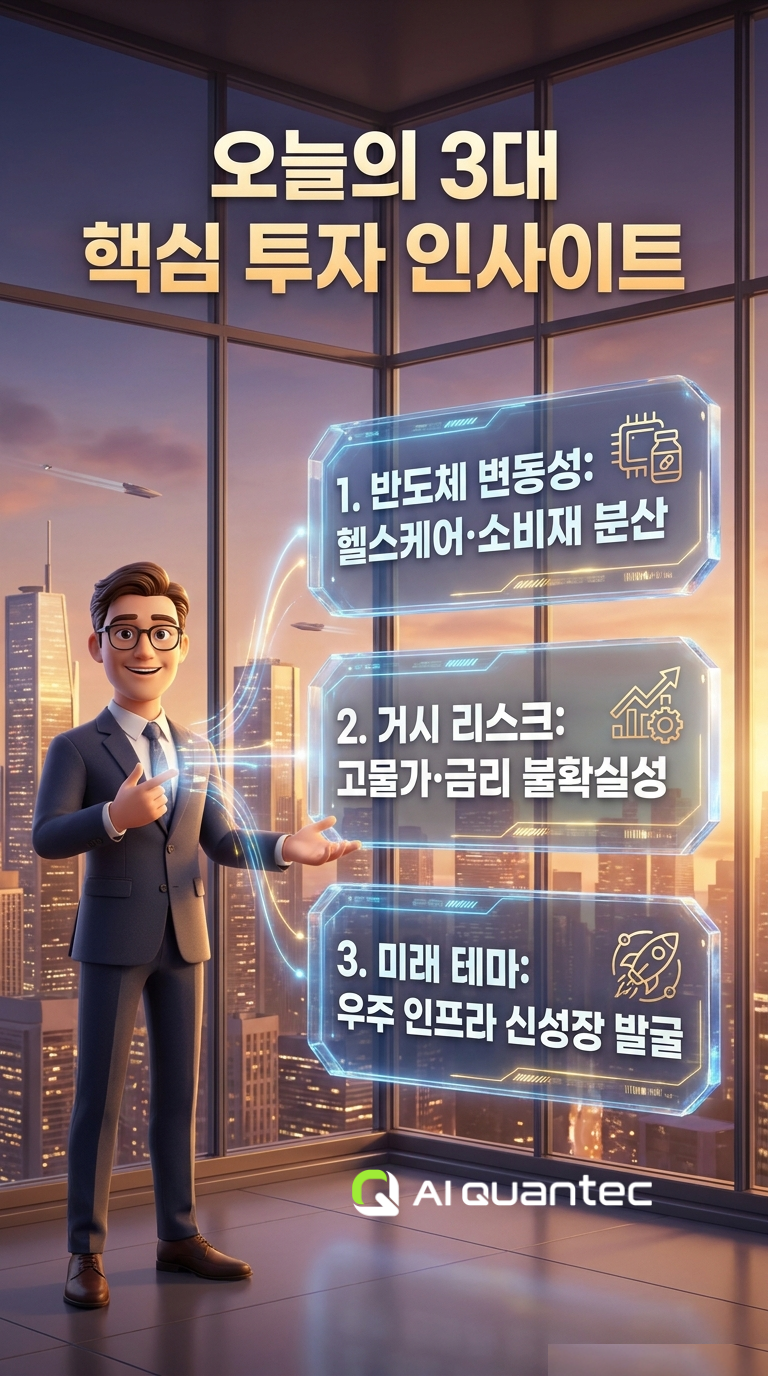 오늘의 3대
핵심 투자 인사이트
1. 반도체 변동성:
헬스케어·소비재 분산
2. 거시 리스크:
고물가·금리 불확실성
3. 미래 테마:
우주 인프라 신성장 발굴
AI Quantec